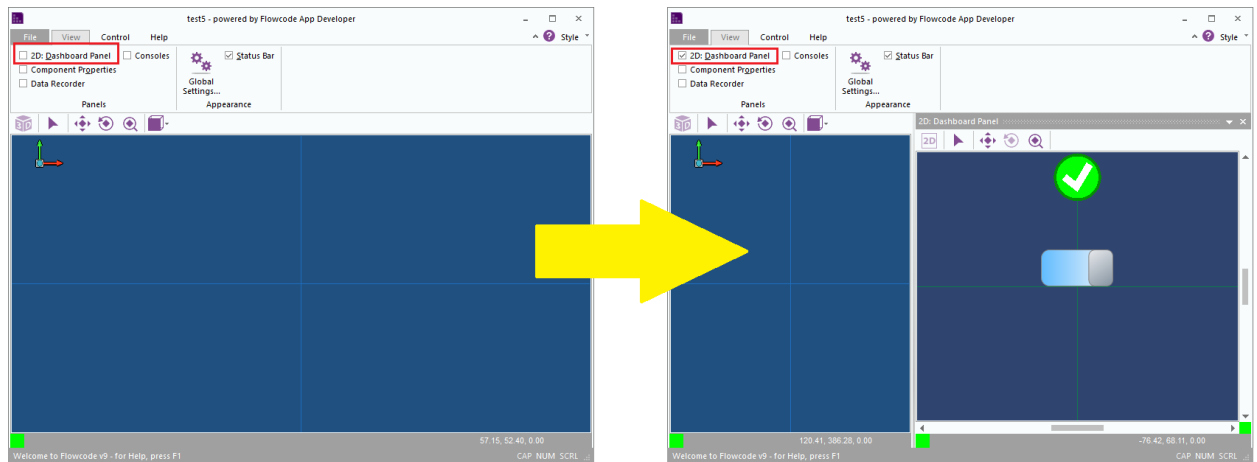 test5 - powered by Flowcode App Developer
File View Control Help
Style
2D: Dashboard Panel Consoles
Component Properties
Data Recorder
Panels
Global
Settings...
Status Bar
Appearance
3D
57.15, 52.40, 0.00
Welcome to Flowcode v9 - for Help, press F1
CAP NUM SCRL
test5 - powered by Flowcode App Developer
File View Control Help
Style
2D: Dashboard Panel Consoles
Component Properties
Data Recorder
Panels
Global
Settings...
Status Bar
Appearance
3D
2D: Dashboard Panel
2D
120.41, 386.28, 0.00
-76.42, 68.11, 0.00
Welcome to Flowcode v9 - for Help, press F1
CAP NUM SCRL